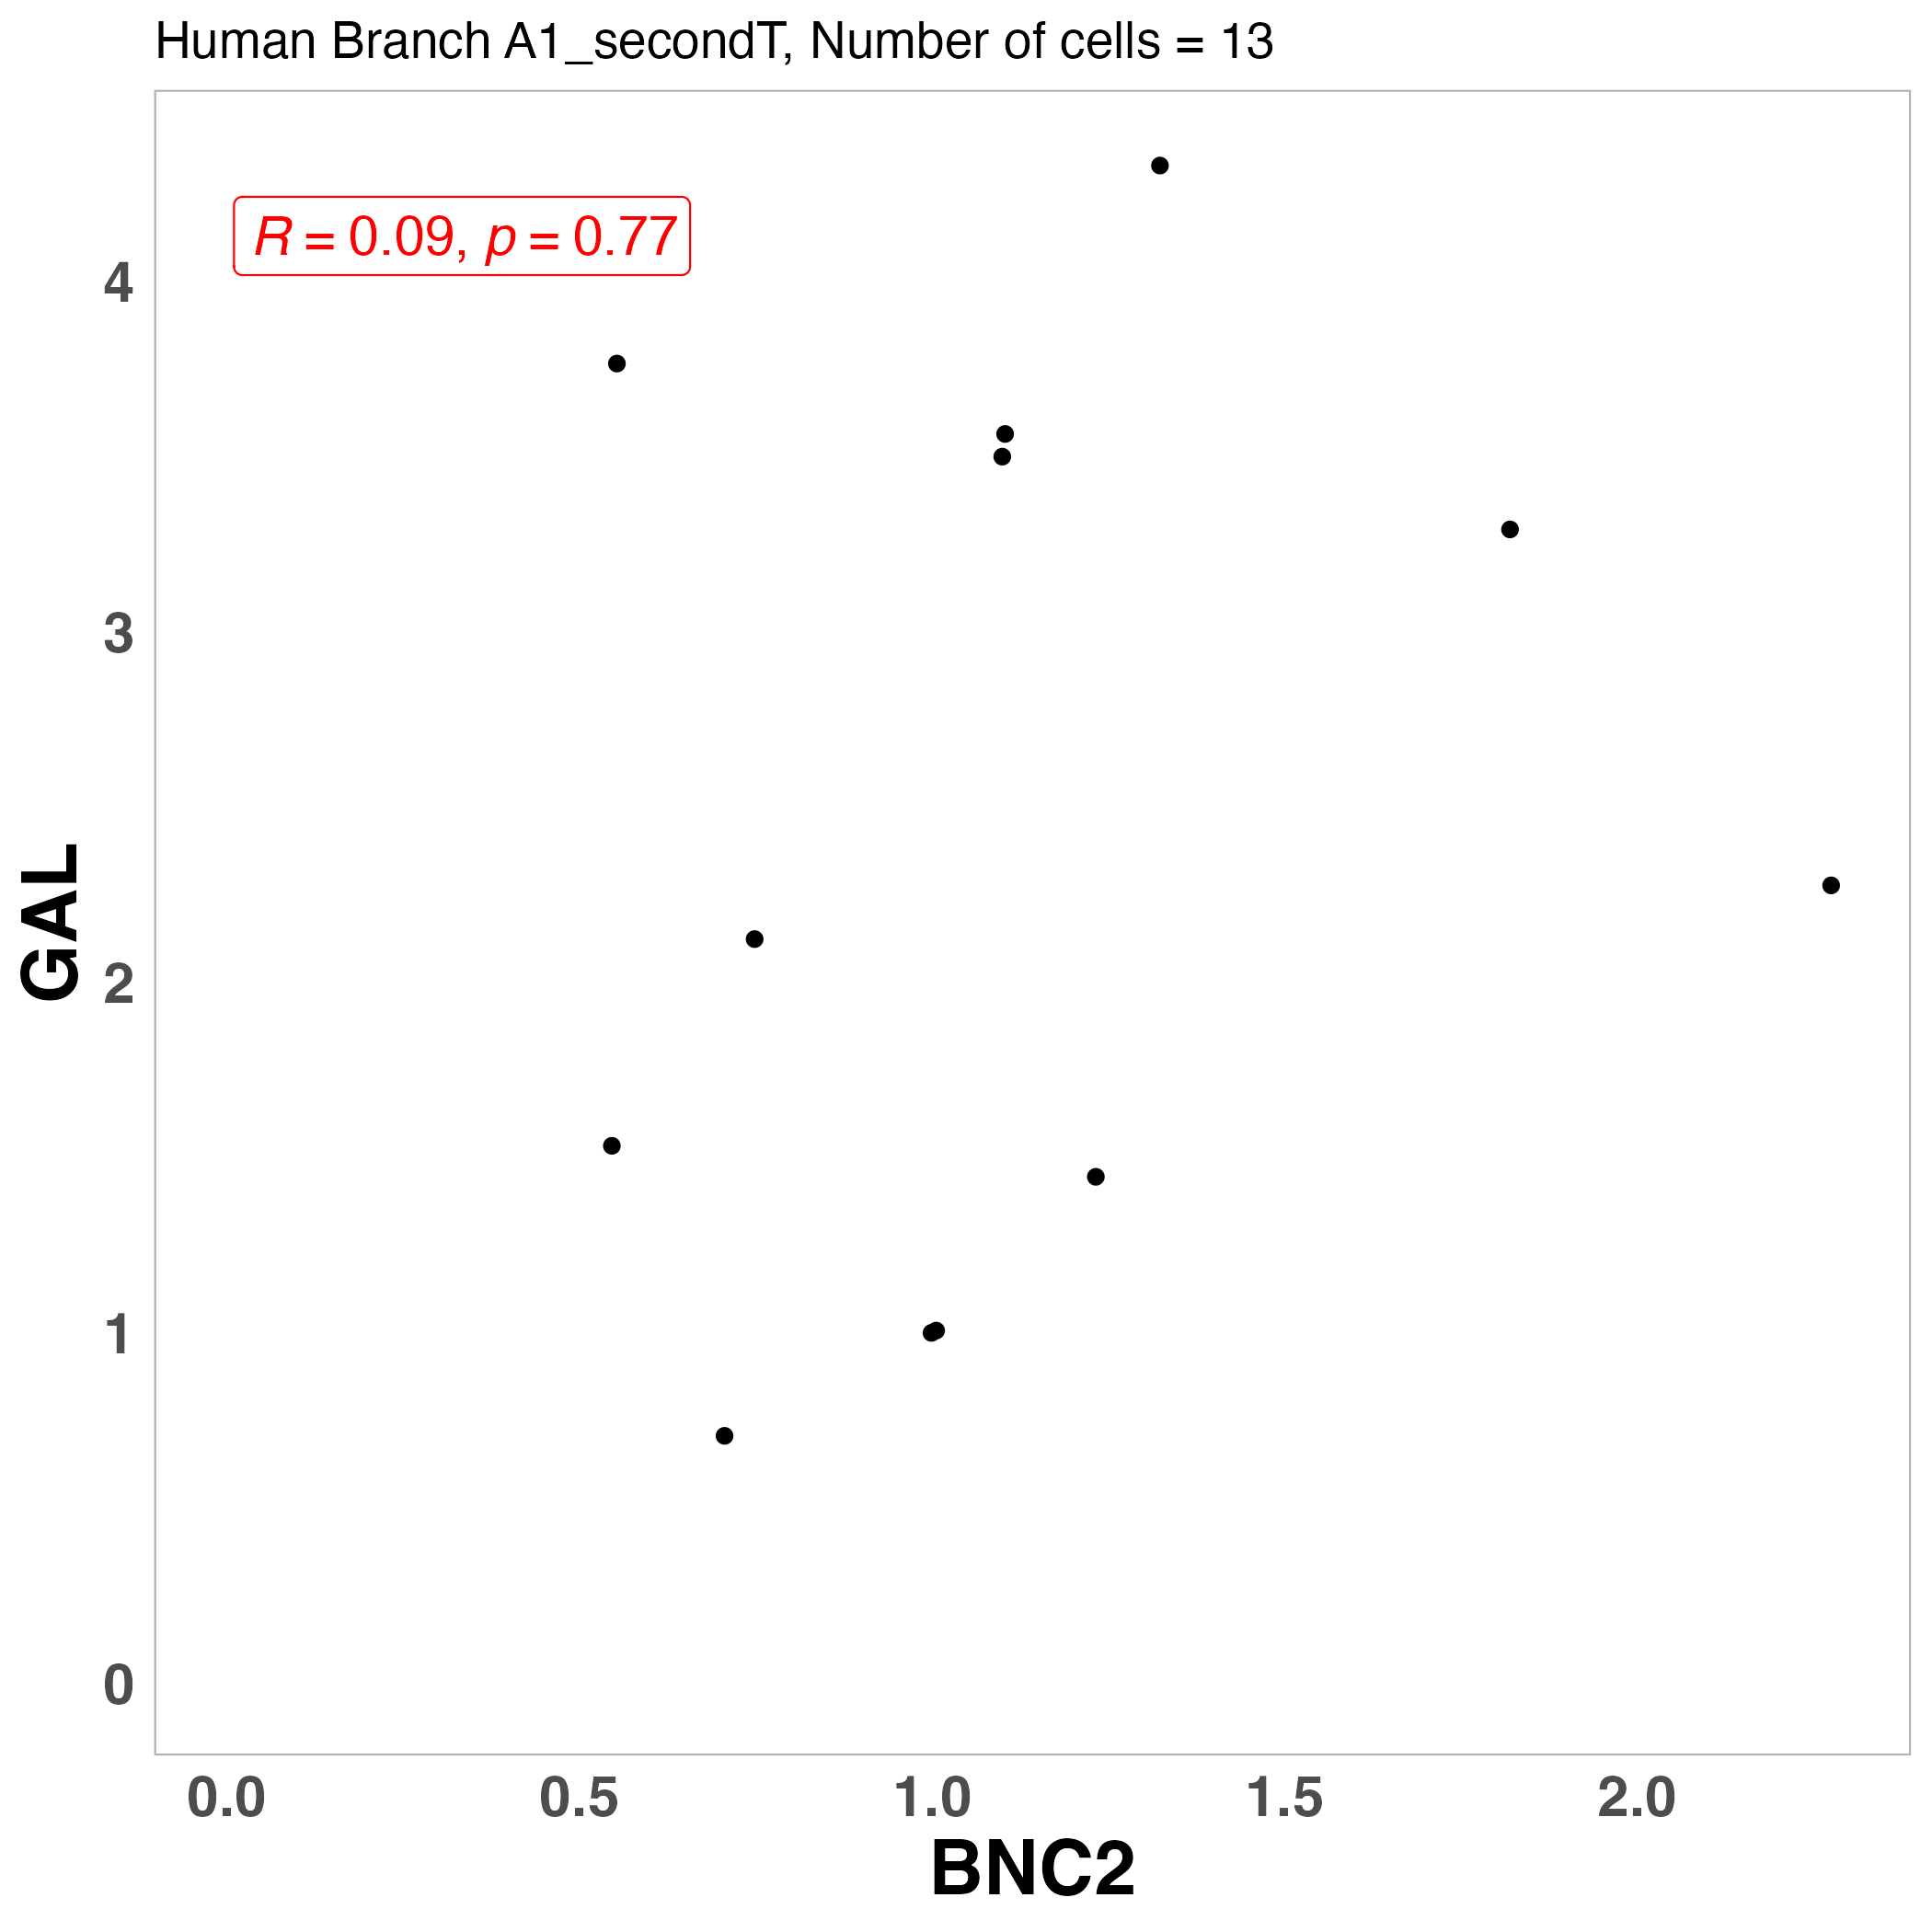 Human Branch A1_secondT, Number of cells = 13
R = 0.09, p = 0.77
4
3
2
1
0
GAL
0.0 0.5 1.0 1.5 2.0
BNC2